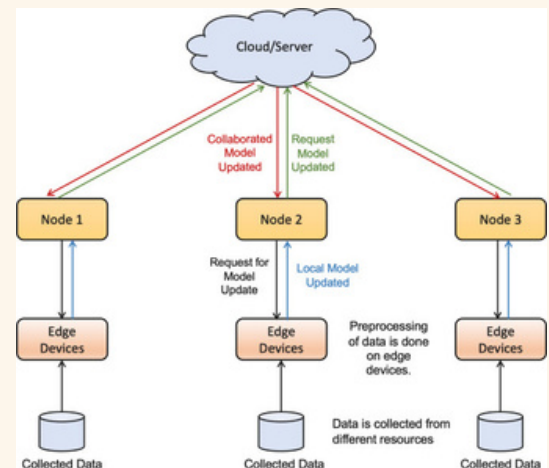 Cloud/Server
Collaborated
Model
Updated
Request
Model
Updated
Node 1
Node 2
Node 3
Request for
Model
Update
Local Model
Updated
Edge
Devices
Edge
Devices
Preprocessing
of data is done
on edge
devices.
Edge
Devices
Data is collected from
different resources
Collected Data
Collected Data
Collected Data